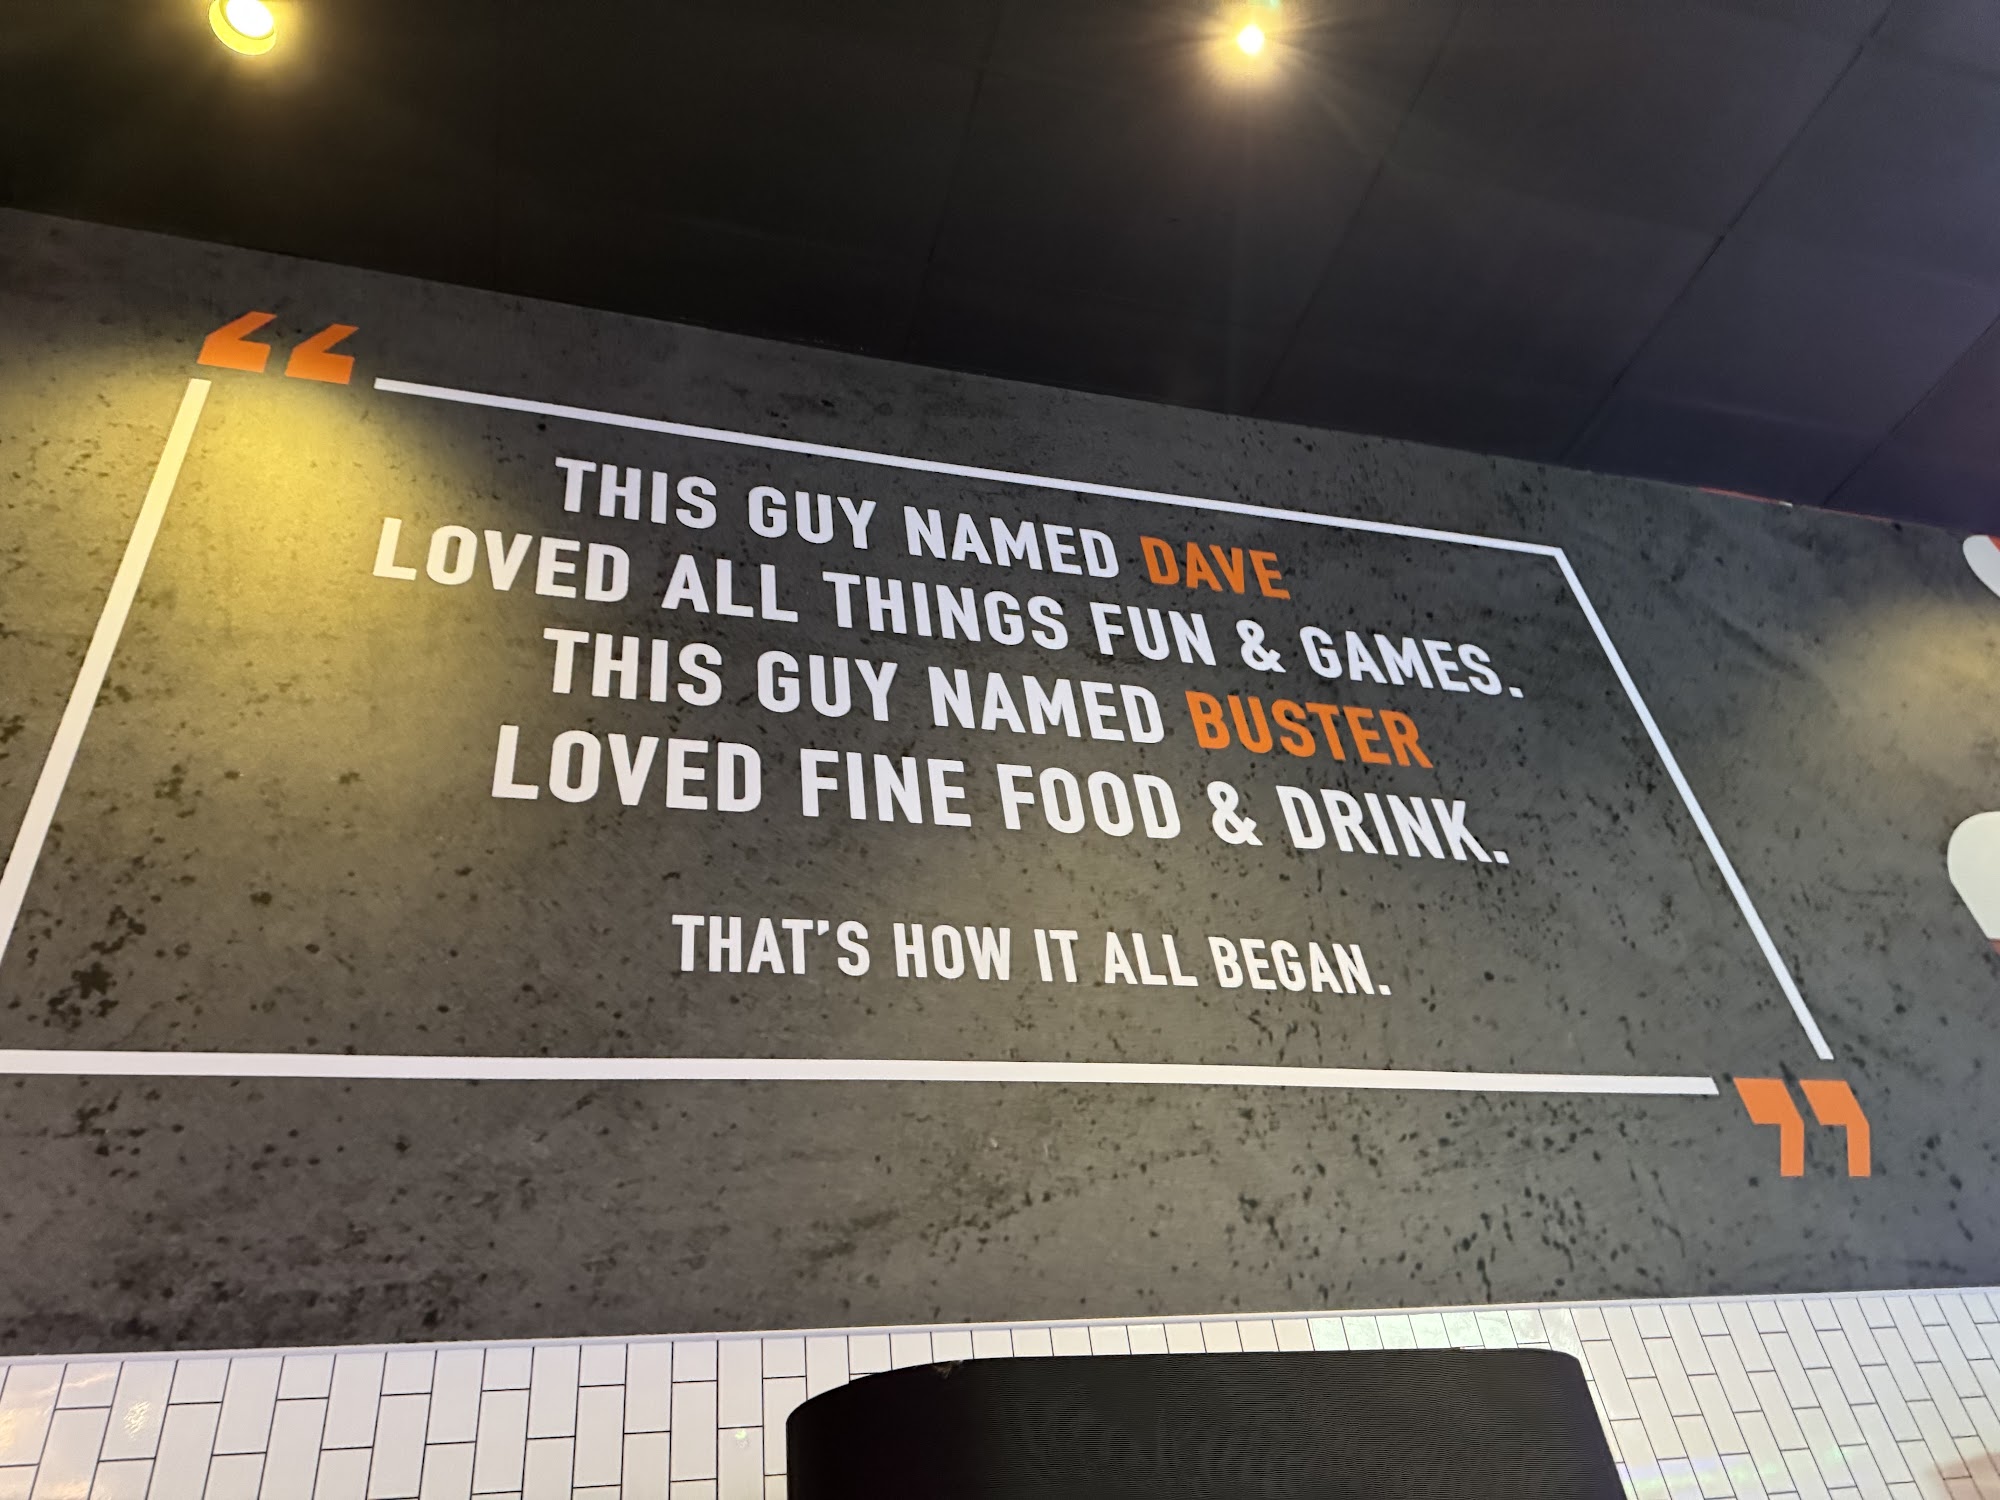 “
THIS GUY NAMED DAVE
LOVED ALL THINGS FUN & GAMES.
THIS GUY NAMED BUSTER
LOVED FINE FOOD & DRINK.
THAT'S HOW IT ALL BEGAN.
”